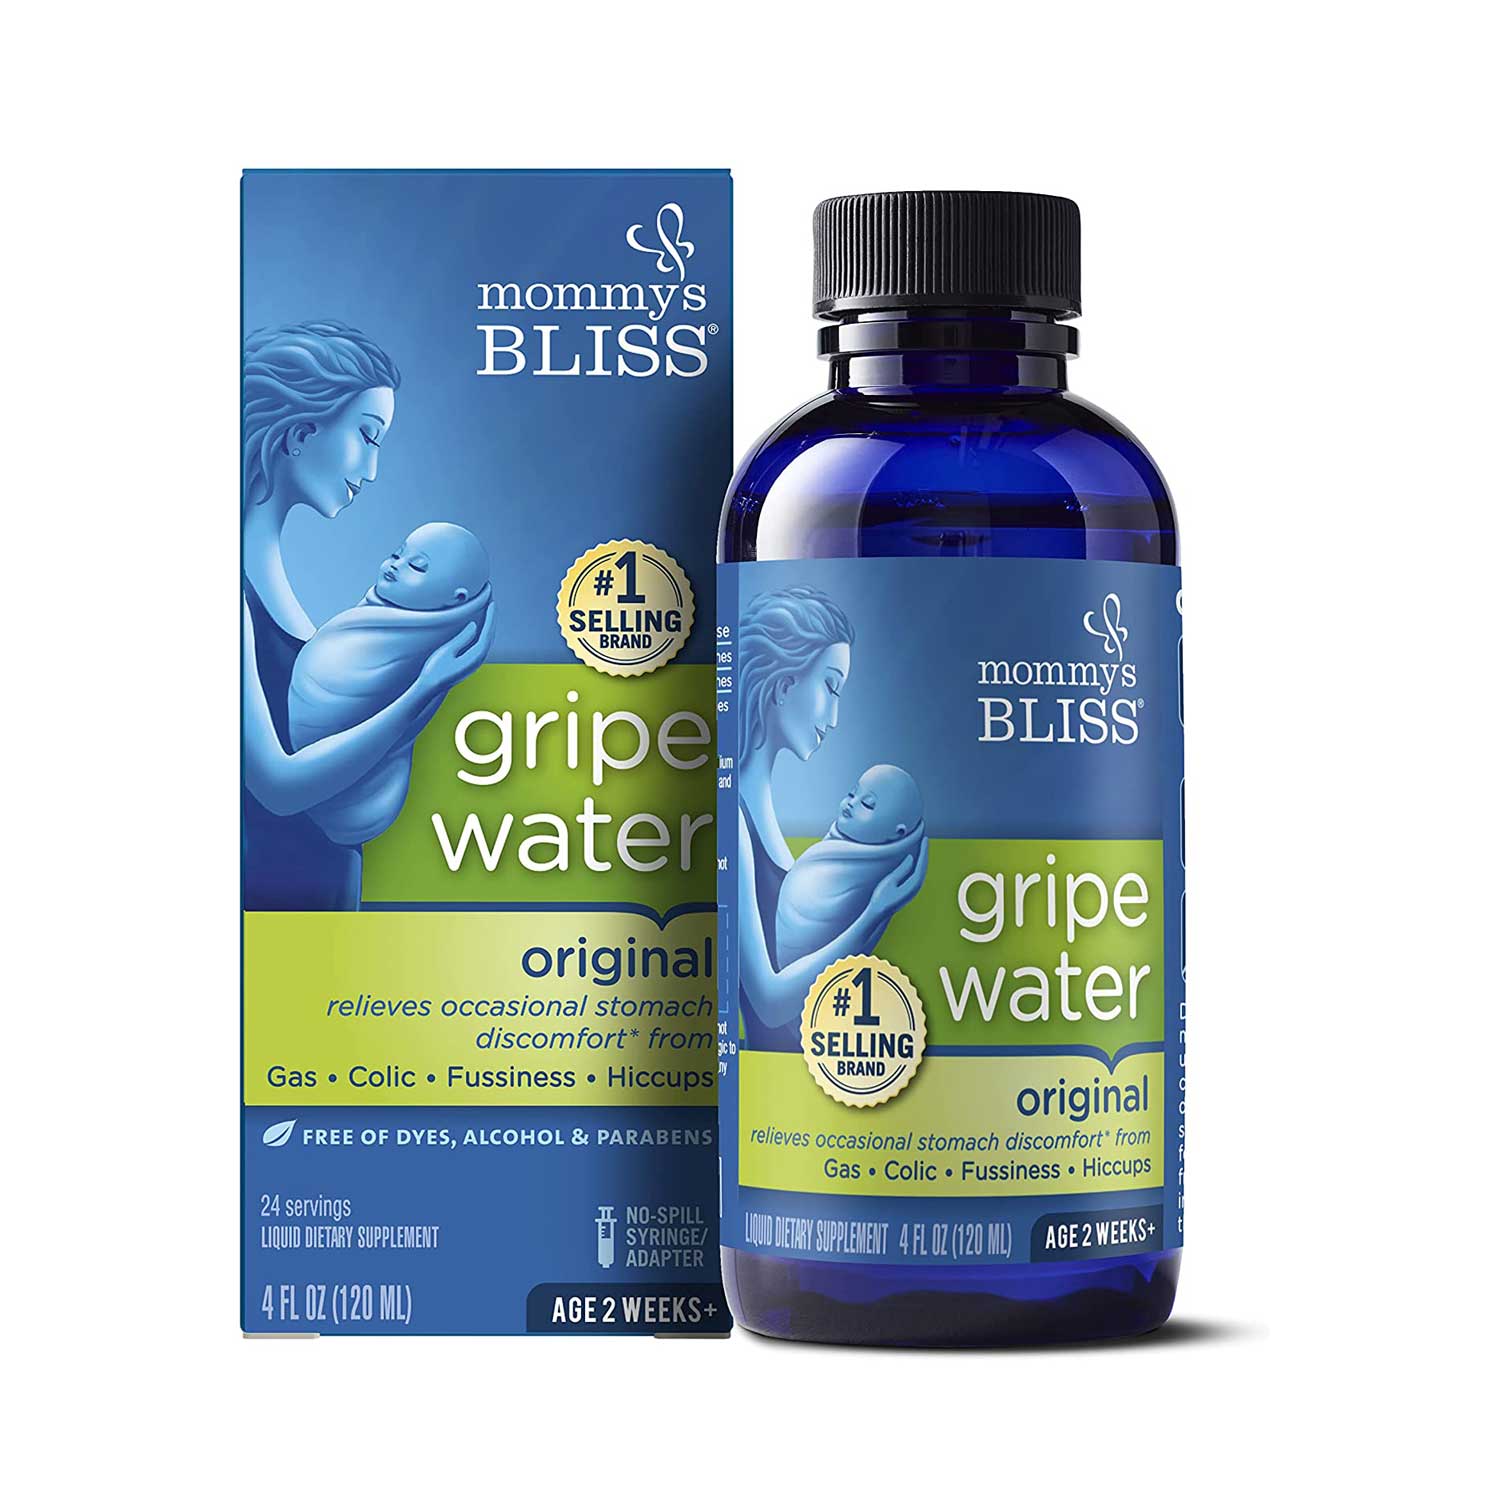 mommy's
BLISS®
#1
SELLING
BRAND
gripe
water
original
relieves occasional stomach
discomfort* from
Gas • Colic • Fussiness • Hiccups
FREE OF DYES, ALCOHOL & PARABENS
24 servings
LIQUID DIETARY SUPPLEMENT
NO-SPILL
SYRINGE/
ADAPTER
4 FL OZ (120 ML)
AGE 2 WEEKS+
mommy's
BLISS®
gripe
water
#1
SELLING
BRAND
original
relieves occasional stomach discomfort* from
Gas • Colic • Fussiness • Hiccups
LIQUID DIETARY SUPPLEMENT 4 FL OZ (120 ML)
AGE 2 WEEKS+